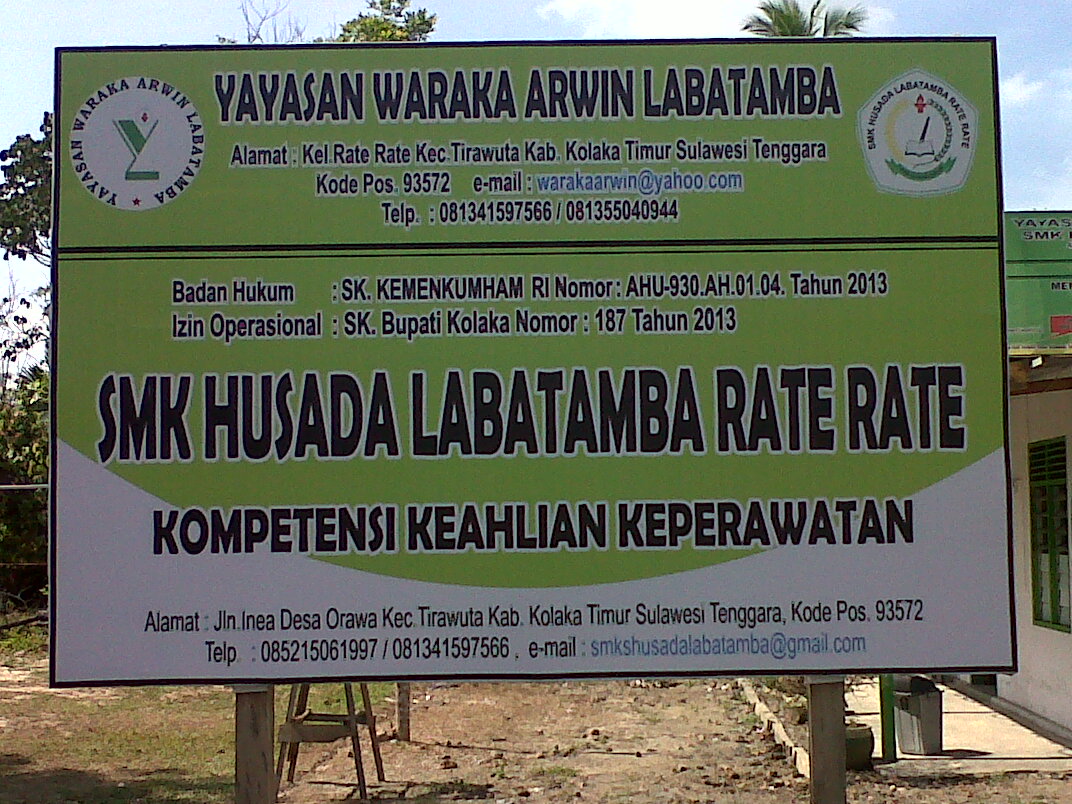 YAYASAN WARAKA ARWIN LABATAMBA
YAYASAN WARAKA ARWIN LABATAMBA
SMK HUSADA LABATAMBA RATE RATE
Alamat : Kel.Rate Rate Kec.Tirawuta Kab. Kolaka Timur Sulawesi Tenggara
Kode Pos. 93572 e-mail : warakaarwin@yahoo.com
Telp. : 081341597566 / 081355040944
Badan Hukum : SK. KEMENKUMHAM RI Nomor : AHU-930.AH.01.04. Tahun 2013
Izin Operasional : SK. Bupati Kolaka Nomor : 187 Tahun 2013
SMK HUSADA LABATAMBA RATE RATE
KOMPETENSI KEAHLIAN KEPERAWATAN
Alamat : Jln.Inea Desa Orawa Kec.Tirawuta Kab. Kolaka Timur Sulawesi Tenggara, Kode Pos. 93572
Telp. : 085215061997 / 081341597566 , e-mail : smkshusadalabatamba@gmail.com
SMK